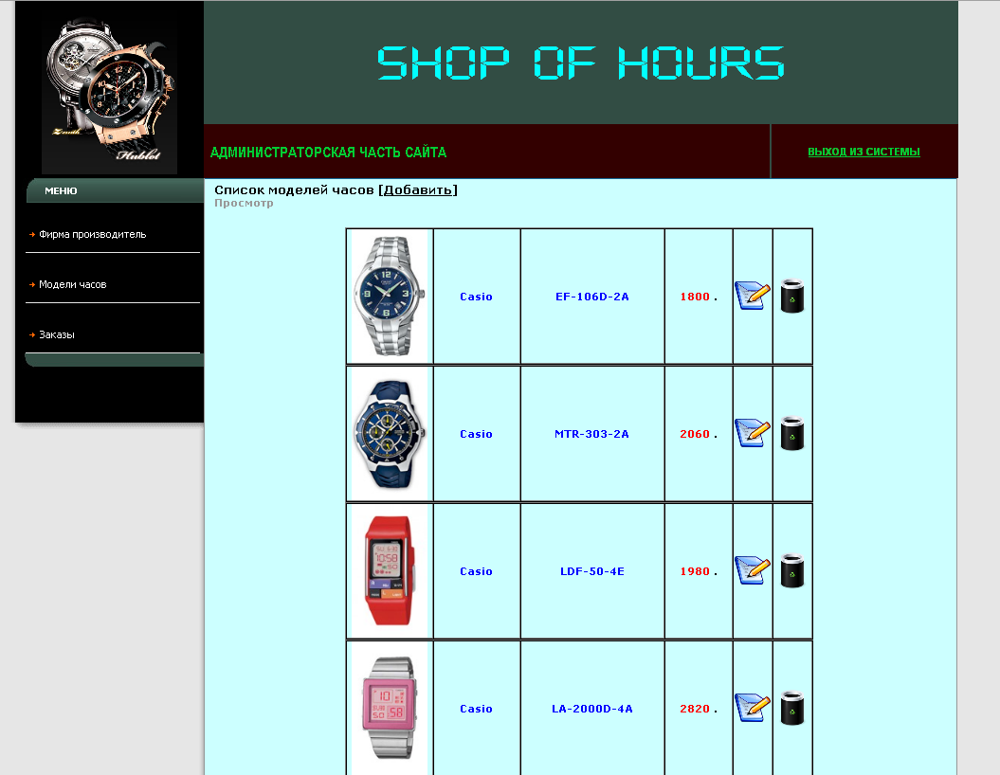 SHOP OF HOURS
Zenith
Hublot
АДМИНИСТРАТОРСКАЯ ЧАСТЬ САЙТА
ВЫХОД ИЗ СИСТЕМЫ
МЕНЮ
Фирма производитель
Модели часов
Заказы
Список моделей часов [Добавить]
Просмотр
Casio EF-106D-2A 1800 .
Casio MTR-303-2A 2060 .
Casio LDF-50-4E 1980 .
Casio LA-2000D-4A 2820 .